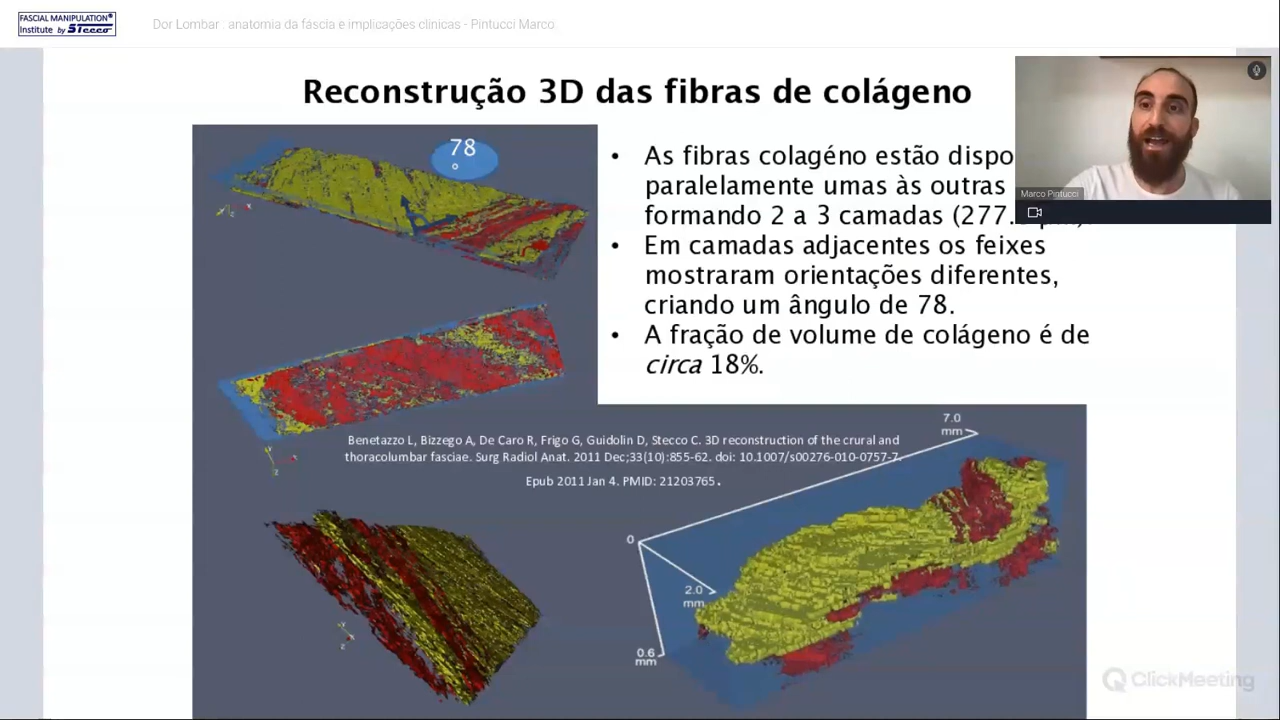 FASCIAL MANIPULATION®
Institute by Stecco
Dor Lombar : anatomia da fáscia e implicações clínicas - Pintucci Marco
Reconstrução 3D das fibras de colágeno
78
°
• As fibras colagéno estão
paralelamente umas às outras
formando 2 a 3 camadas (277.
• Em camadas adjacentes os feixes
mostraram orientações diferentes,
criando um ângulo de 78.
• A fração de volume de colágeno é de
circa 18%.
Marco Pintucci
Benetazzo L, Bizzego A, De Caro R, Frigo G, Guidolin D, Stecco C. 3D reconstruction of the crural and
thoracolumbar fasciae. Surg Radiol Anat. 2011 Dec;33(10):855-62. doi: 10.1007/s00276-010-0757-7.
Epub 2011 Jan 4. PMID: 21203765.
7.0
mm
0
2.0
mm
0.6
mm
ClickMeeting